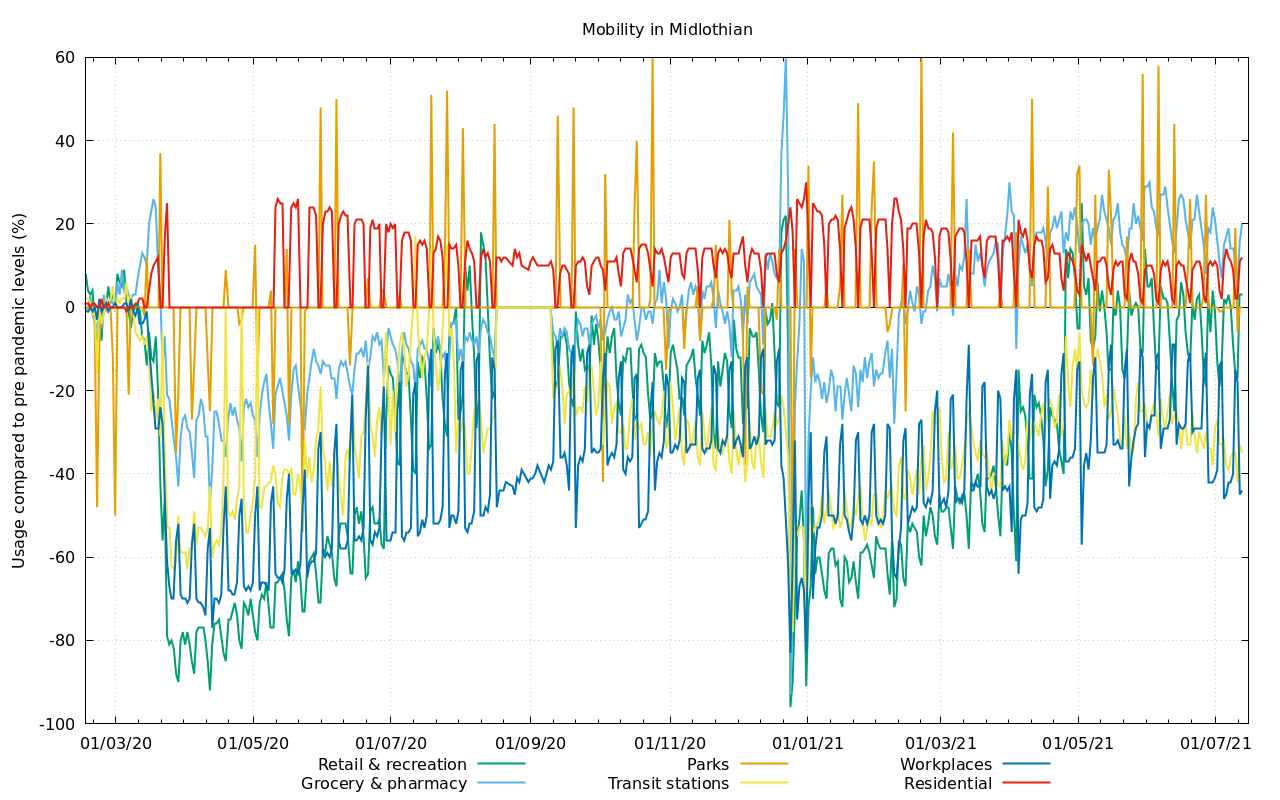 Mobility in Midlothian
Usage compared to pre pandemic levels (%)
60
40
20
0
-20
-40
-60
-80
-100
01/03/20 01/05/20 01/07/20 01/09/20 01/11/20 01/01/21 01/03/21 01/05/21 01/07/21
Retail & recreation Parks Workplaces
Grocery & pharmacy Transit stations Residential